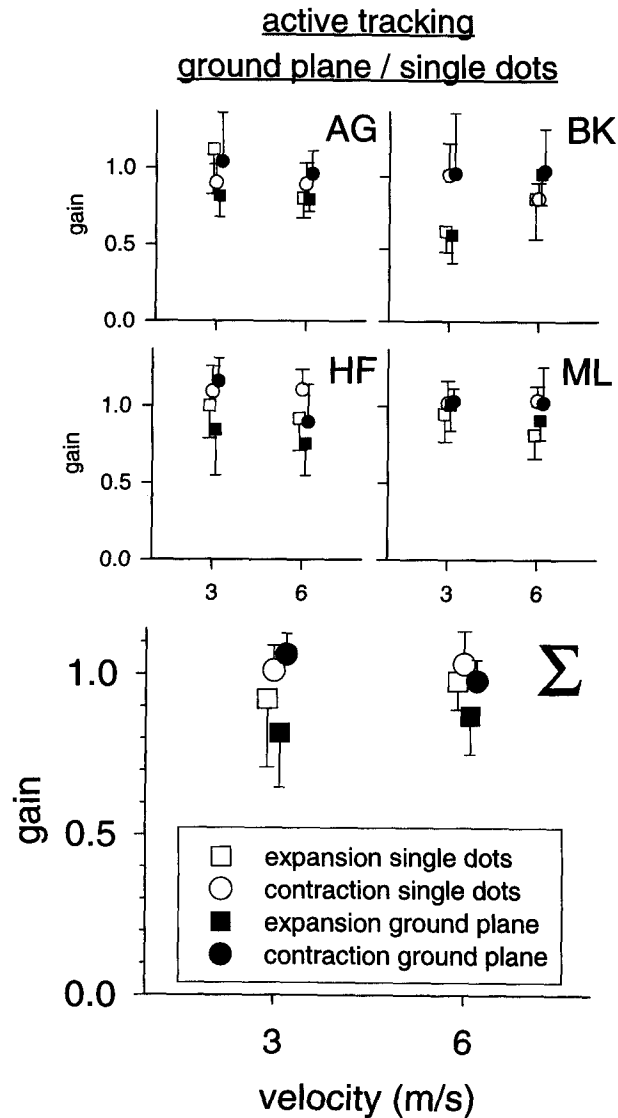 active tracking
ground plane / single dots
AG
BK
1.0
0.5
0.0
gain
HF
ML
1.0
0.5
0.0
gain
3
6
3
6
Σ
1.0
0.5
0.0
gain
expansion single dots
contraction single dots
expansion ground plane
contraction ground plane
3
6
velocity (m/s)